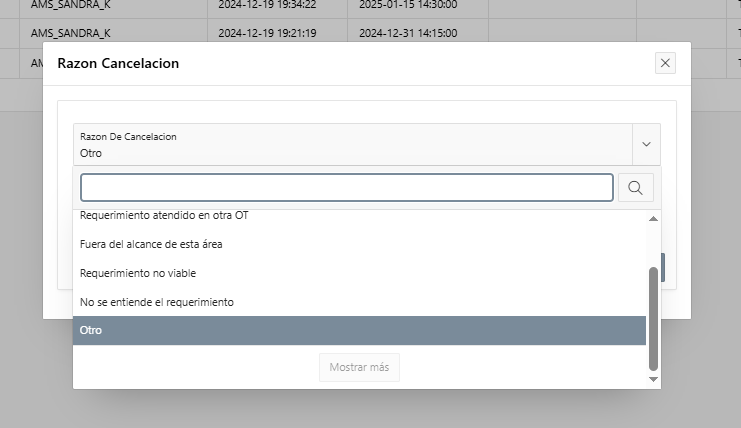 AMS_SANDRA_K 2024-12-19 19:34:22 2025-01-15 14:30:00
AMS_SANDRA_K 2024-12-19 19:21:19 2024-12-31 14:15:00
Razon Cancelacion
Razon De Cancelacion
Otro
Requerimiento atendido en otra OT
Fuera del alcance de esta área
Requerimiento no viable
No se entiende el requerimiento
Otro
Mostrar más